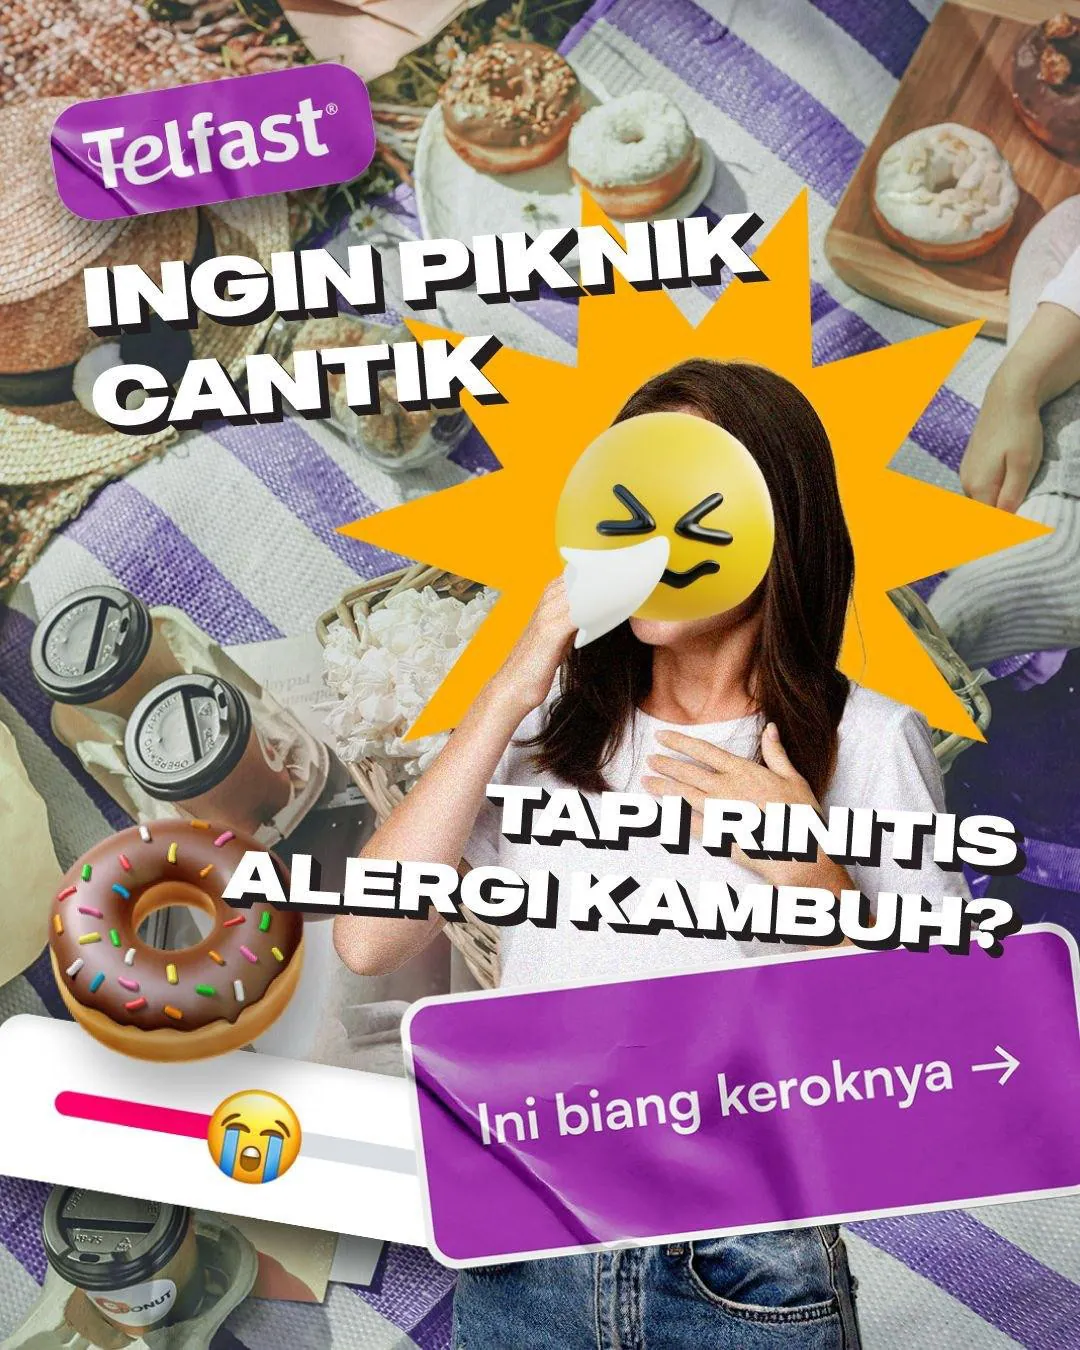 Telfast®
INGIN PIKNIK
CANTIK
TAPI RINITIS
ALERGI KAMBUH?
Ini biang keroknya →